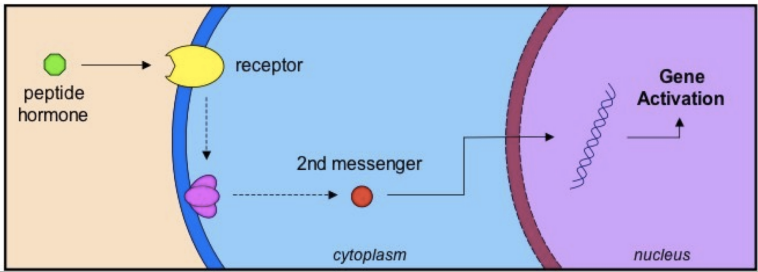 peptide
hormone
receptor
2nd messenger
Gene
Activation
cytoplasm
nucleus